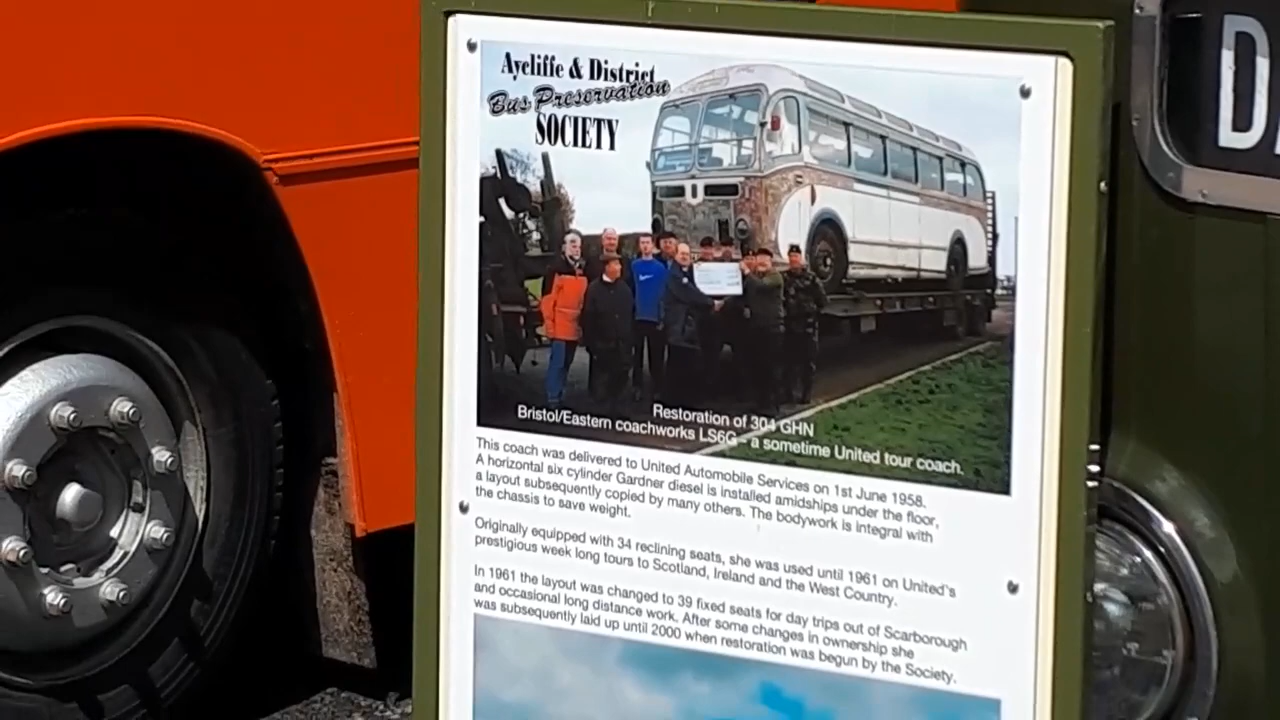 Aycliffe & District
Bus Preservation
SOCIETY
Restoration of 304 GHN
Bristol/Eastern coachworks LS6G - a sometime United tour coach.
This coach was delivered to United Automobile Services on 1st June 1958.
A horizontal six cylinder Gardner diesel is installed amidships under the floor,
a layout subsequently copied by many others. The bodywork is integral with
the chassis to save weight.
Originally equipped with 34 reclining seats, she was used until 1961 on United's
prestigious week long tours to Scotland, Ireland and the West Country.
In 1961 the layout was changed to 39 fixed seats for day trips out of Scarborough
and occasional long distance work. After some changes in ownership she
was subsequently laid up until 2000 when restoration was begun by the Society.